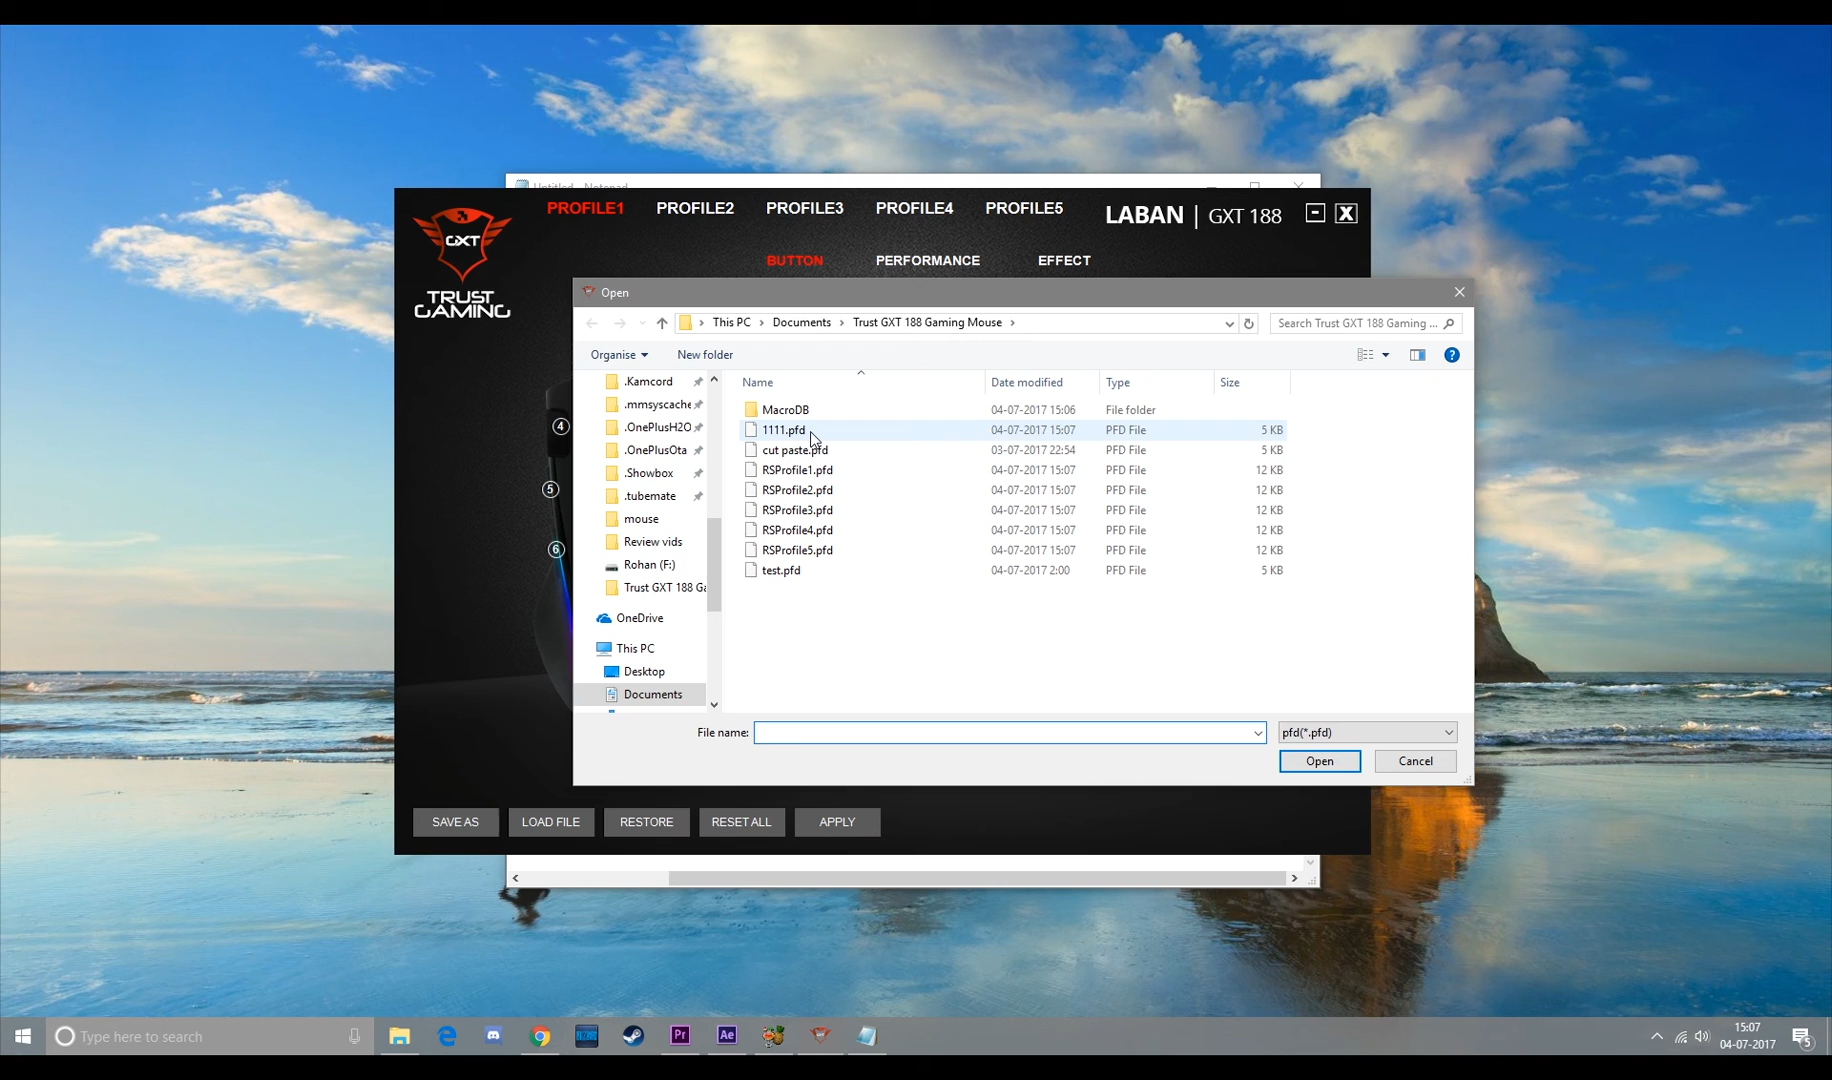 Untitled - Notepad
PROFILE1 PROFILE2 PROFILE3 PROFILE4 PROFILE5 LABAN | GXT 188 - X
GXT
TRUST
GAMING
BUTTON PERFORMANCE EFFECT
Open
This PC > Documents > Trust GXT 188 Gaming Mouse >
Search Trust GXT 188 Gaming ...
Organise New folder ?
Name Date modified Type Size
.Kamcord
.mmsyscache
.OnePlusH2O
.OnePlusOta
.Showbox
.tubemate
mouse
Review vids
Rohan (F:)
Trust GXT 188 Ga
OneDrive
This PC
Desktop
Documents
MacroDB 04-07-2017 15:06 File folder
1111.pfd 04-07-2017 15:07 PFD File 5 KB
cut paste.pfd 03-07-2017 22:54 PFD File 5 KB
RSProfile1.pfd 04-07-2017 15:07 PFD File 12 KB
RSProfile2.pfd 04-07-2017 15:07 PFD File 12 KB
RSProfile3.pfd 04-07-2017 15:07 PFD File 12 KB
RSProfile4.pfd 04-07-2017 15:07 PFD File 12 KB
RSProfile5.pfd 04-07-2017 15:07 PFD File 12 KB
test.pfd 04-07-2017 2:00 PFD File 5 KB
4
5
6
File name: pfd(*.pfd)
Open Cancel
SAVE AS LOAD FILE RESTORE RESET ALL APPLY
Type here to search
Pr Ae
15:07
04-07-2017
5